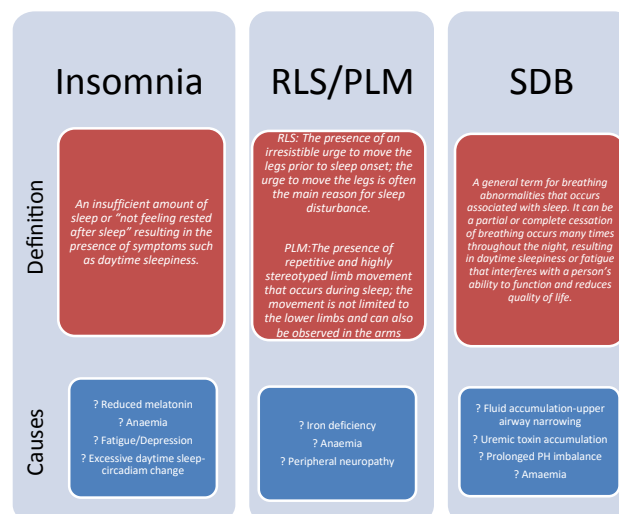 Insomnia
RLS/PLM
SDB
Definition
An insufficient amount of
sleep or "not feeling rested
after sleep" resulting in the
presence of symptoms such
as daytime sleepiness.
RLS: The presence of an
irresistible urge to move the
legs prior to sleep onset; the
urge to move the legs is often
the main reason for sleep
disturbance.
PLM:The presence of
repetitive and highly
stereotyped limb movement
that occurs during sleep; the
movement is not limited to
the lower limbs and can also
be observed in the arms
A general term for breathing
abnormalities that occurs
associated with sleep. It can be
a partial or complete cessation
of breathing occurs many times
throughout the night, resulting
in daytime sleepiness or fatigue
that interferes with a person's
ability to function and reduces
quality of life.
Causes
? Reduced melatonin
? Anaemia
? Fatigue/Depression
? Excessive daytime sleep-
circadiam change
? Iron deficiency
? Anaemia
? Peripheral neuropathy
? Fluid accumulation-upper
airway narrowing
? Uremic toxin accumulation
? Prolonged PH imbalance
? Amaemia